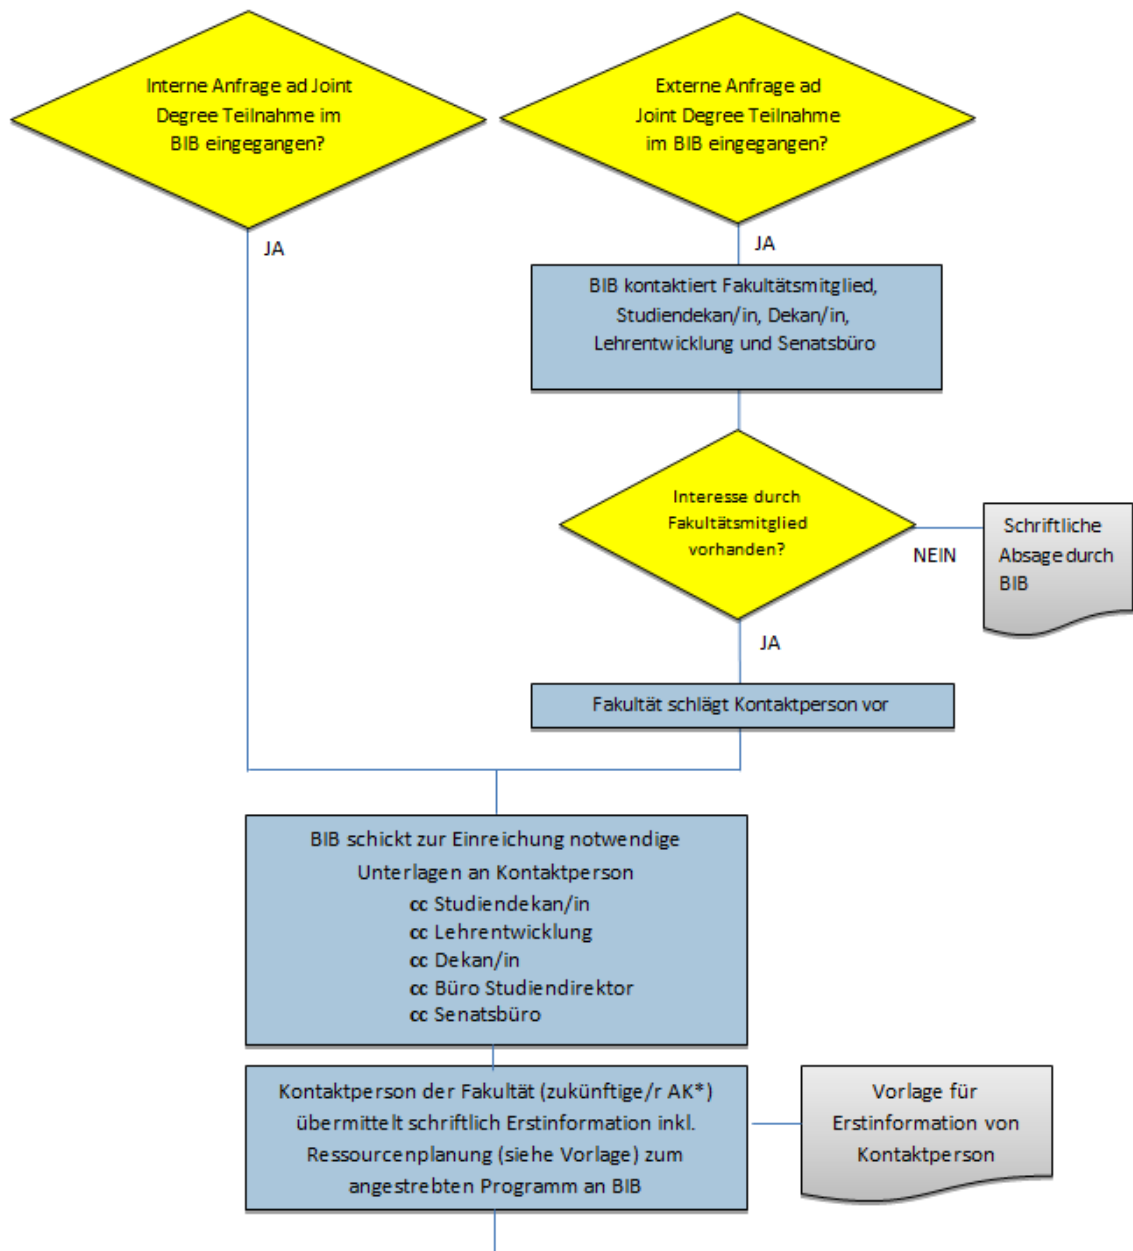 Interne Anfrage ad Joint
Degree Teilnahme im
BIB eingegangen?
JA
Externe Anfrage ad
Joint Degree Teilnahme
im BIB eingegangen?
JA
BIB kontaktiert Fakultätsmitglied,
Studiendekan/in, Dekan/in,
Lehrentwicklung und Senatsbüro
Interesse durch
Fakultätsmitglied
vorhanden?
NEIN
Schriftliche
Absage durch
BIB
JA
Fakultät schlägt Kontaktperson vor
BIB schickt zur Einreichung notwendige
Unterlagen an Kontaktperson
cc Studiendekan/in
cc Lehrentwicklung
cc Dekan/in
cc Büro Studiendirektor
cc Senatsbüro
Kontaktperson der Fakultät (zukünftige/r AK*)
übermittelt schriftlich Erstinformation inkl.
Ressourcenplanung (siehe Vorlage) zum
angestrebten Programm an BIB
Vorlage für
Erstinformation von
Kontaktperson